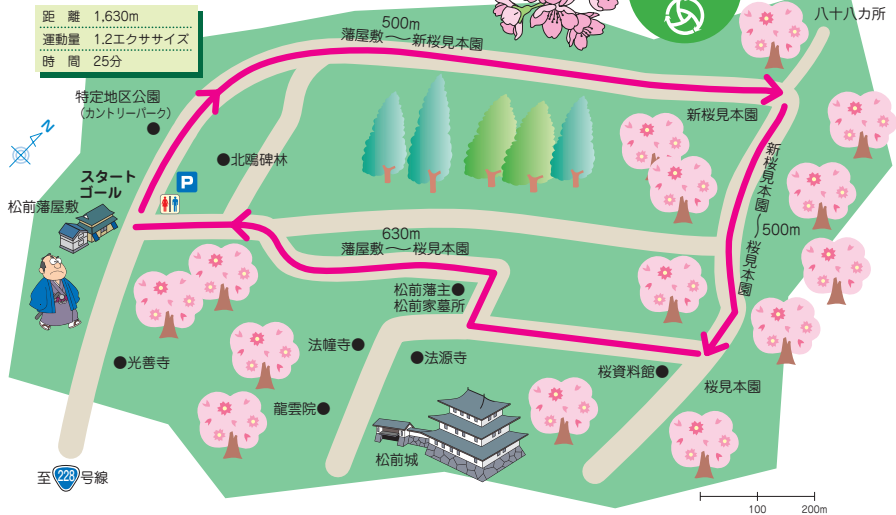 距　離　1,630m
運動量　1.2エクササイズ
時　間　25分
500m
藩屋敷〜新桜見本園
八十八カ所
特定地区公園
（カントリーパーク）
新桜見本園
N
北鴎碑林
スタート
ゴール
P
松前藩屋敷
新桜見本園〜桜見本園
500m
630m
藩屋敷〜桜見本園
松前藩主
松前家墓所
法幢寺
法源寺
光善寺
桜資料館
桜見本園
龍雲院
松前城
至228号線
100
200m